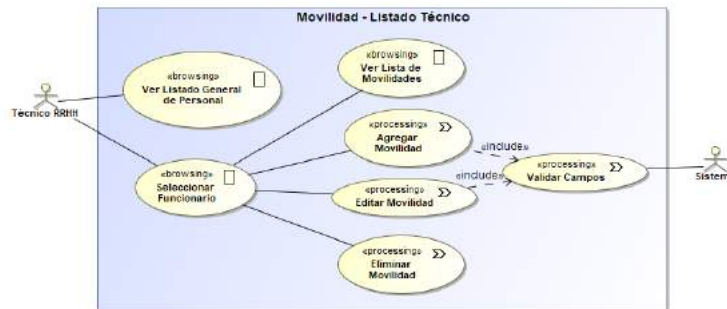 Movilidad - Listado Técnico
«browsing»
Ver Listado General
de Personal
«browsing»
Ver Lista de
Movilidades
Técnico RRHH
«processing»
Agregar
Movilidad
«include»
«processing»
Validar Campos
Sistema
«browsing»
Seleccionar
Funcionario
«include»
«processing»
Editar Movilidad
«processing»
Eliminar
Movilidad